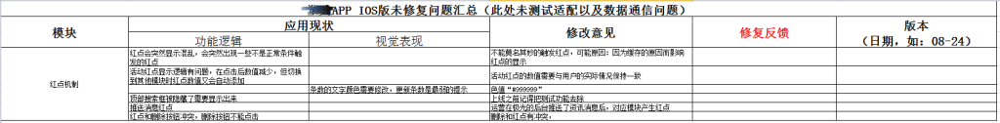 APP IOS版未修复问题汇总（此处未测试适配以及数据通信问题）
模块
应用现状
修改意见
修复反馈
版本
（日期，如：08-24）
功能逻辑
视觉表现
红点机制
红点会突然显示混乱，会突然出现一些不是正常条件触
发的红点
不能莫名其妙的触发红点，可能原因：因为缓存的原因而影响
红点的显示
活动红点显示逻辑有问题，在点击后数值减少，但切换
到其他模块时红点数值又会自动添加
活动红点的数值需要与用户的实际情况保持一致
条数的文字颜色需要修改，更新条数是最弱的提示
色值“#999999”
顶部搜索框被隐藏了需要显示出来
上线之前记得把测试功能去除
推送消息红点
运营在极光的后台推送了资讯消息后，对应模块产生红点
红点和删除按钮冲突，删除按钮不能点击
删除和红点有冲突，